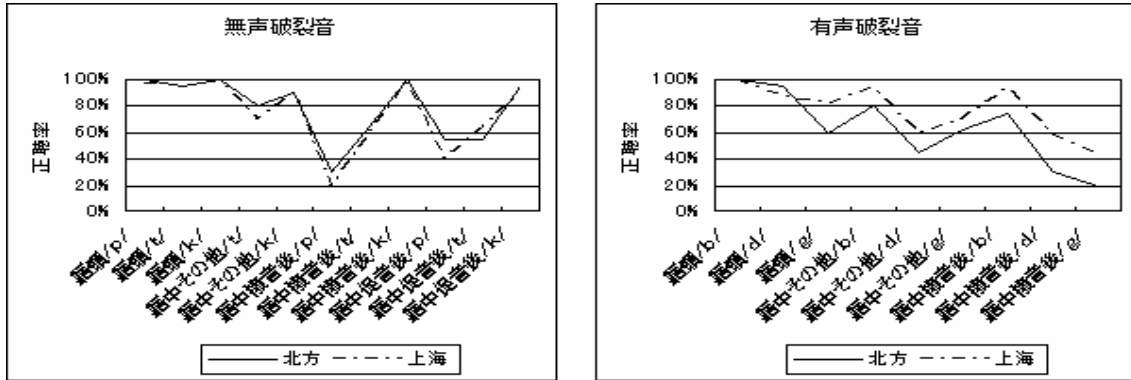 無声破裂音
100%
80%
60%
40%
20%
0%
正聴率
語頭/p/
語頭/t/
語頭/k/
語中その他/t/
語中その他/k/
語中撥音後/p/
語中撥音後/t/
語中撥音後/k/
語中促音後/p/
語中促音後/t/
語中促音後/k/
北方
上海
有声破裂音
100%
80%
60%
40%
20%
0%
正聴率
語頭/b/
語頭/d/
語頭/g/
語中その他/b/
語中その他/d/
語中その他/g/
語中撥音後/b/
語中撥音後/d/
語中撥音後/g/
北方
上海